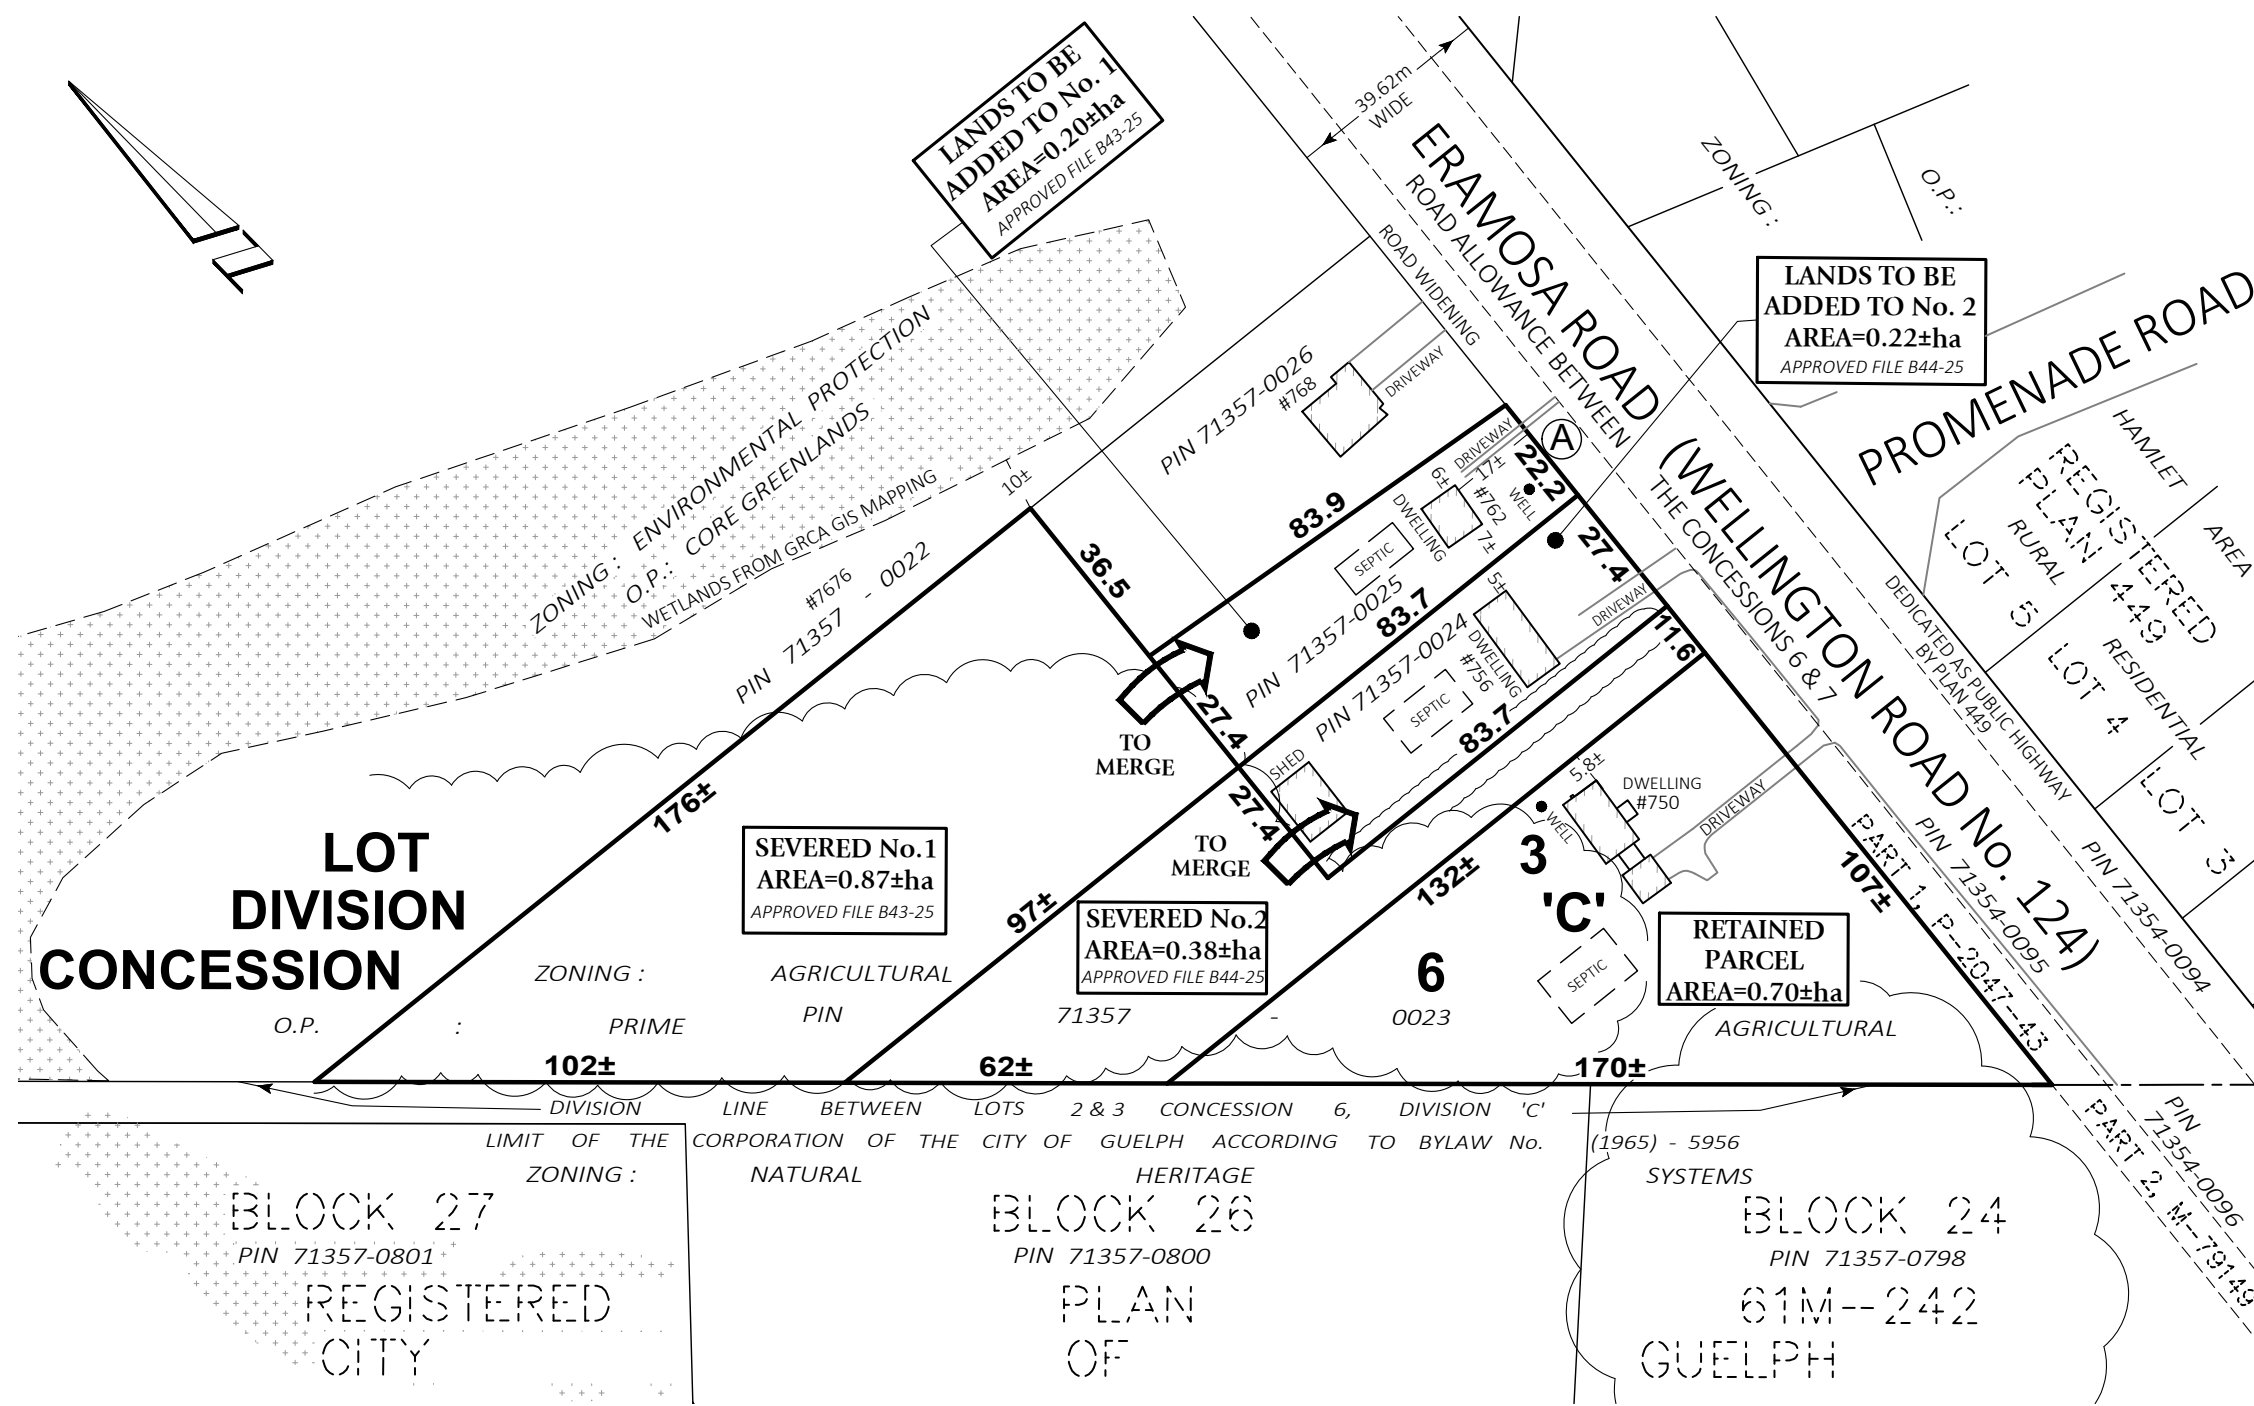 LANDS TO BE
ADDED TO No. 1
AREA=0.20±ha
APPROVED FILE B43-25
39.62m
WIDE
ERAMOSA ROAD
(WELLINGTON ROAD No. 124)
ROAD ALLOWANCE BETWEEN
THE CONCESSIONS 6 & 7
ROAD WIDENING
ZONING :
O.P.:
LANDS TO BE
ADDED TO No. 2
AREA=0.22±ha
APPROVED FILE B44-25
PROMENADE ROAD
DEDICATED AS PUBLIC HIGHWAY
BY PLAN 449
HAMLET
AREA
RURAL
RESIDENTIAL
REGISTERED
PLAN 449
LOT 5
LOT 4
LOT 3
PIN 71354-0094
PIN 71354-0095
PART 1, P-2047-43
PIN
71354-0096
PART 2, M-79149
ZONING : ENVIRONMENTAL PROTECTION
O.P.: CORE GREENLANDS
WETLANDS FROM GRCA GIS MAPPING
10±
#7676
PIN 71357 - 0022
PIN 71357-0026
#768
DRIVEWAY
A
83.9
22.2
DRIVEWAY
6±
17±
#762
DWELLING
7±
WELL
SEPTIC
PIN 71357-0025
36.5
83.7
27.4
5±
DRIVEWAY
PIN 71357-0024
DWELLING
#756
SEPTIC
83.7
11.6
27.4
TO
MERGE
SHED
27.4
TO
MERGE
5.8±
DWELLING
#750
WELL
DRIVEWAY
SEPTIC
176±
97±
132±
107±
LOT
3
DIVISION
'C'
CONCESSION
6
SEVERED No.1
AREA=0.87±ha
APPROVED FILE B43-25
SEVERED No.2
AREA=0.38±ha
APPROVED FILE B44-25
RETAINED
PARCEL
AREA=0.70±ha
ZONING : AGRICULTURAL
PIN 71357 - 0023
O.P. : PRIME AGRICULTURAL
102±
62±
170±
DIVISION LINE BETWEEN LOTS 2 & 3 CONCESSION 6, DIVISION 'C'
LIMIT OF THE CORPORATION OF THE CITY OF GUELPH ACCORDING TO BYLAW No. (1965) - 5956
ZONING : NATURAL HERITAGE SYSTEMS
BLOCK 27
BLOCK 26
BLOCK 24
PIN 71357-0801
PIN 71357-0800
PIN 71357-0798
REGISTERED PLAN 61M--242
CITY OF GUELPH